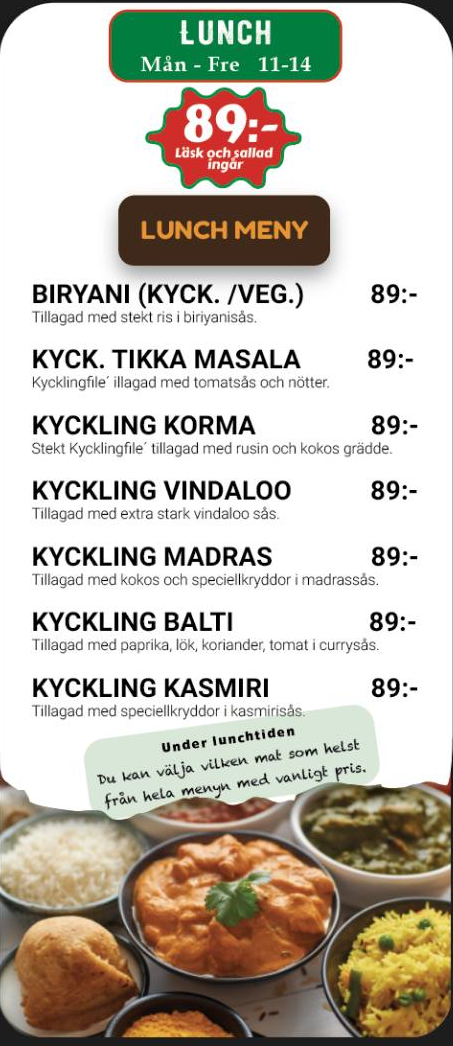 LUNCH
Mån - Fre 11-14
89:-
Läsk och sallad
ingår
LUNCH MENY
BIRYANI (KYCK. /VEG.) 89:-
Tillagad med stekt ris i biriyanisås.
KYCK. TIKKA MASALA 89:-
Kycklingfile´ illagad med tomatsås och nötter.
KYCKLING KORMA 89:-
Stekt Kycklingfile´ tillagad med rusin och kokos grädde.
KYCKLING VINDALOO 89:-
Tillagad med extra stark vindaloo sås.
KYCKLING MADRAS 89:-
Tillagad med kokos och speciellkryddor i madrassås.
KYCKLING BALTI 89:-
Tillagad med paprika, lök, koriander, tomat i currysås.
KYCKLING KASMIRI 89:-
Tillagad med speciellkryddor i kasmirisås.
Under lunchtiden
Du kan välja vilken mat som helst
från hela menyn med vanligt pris.